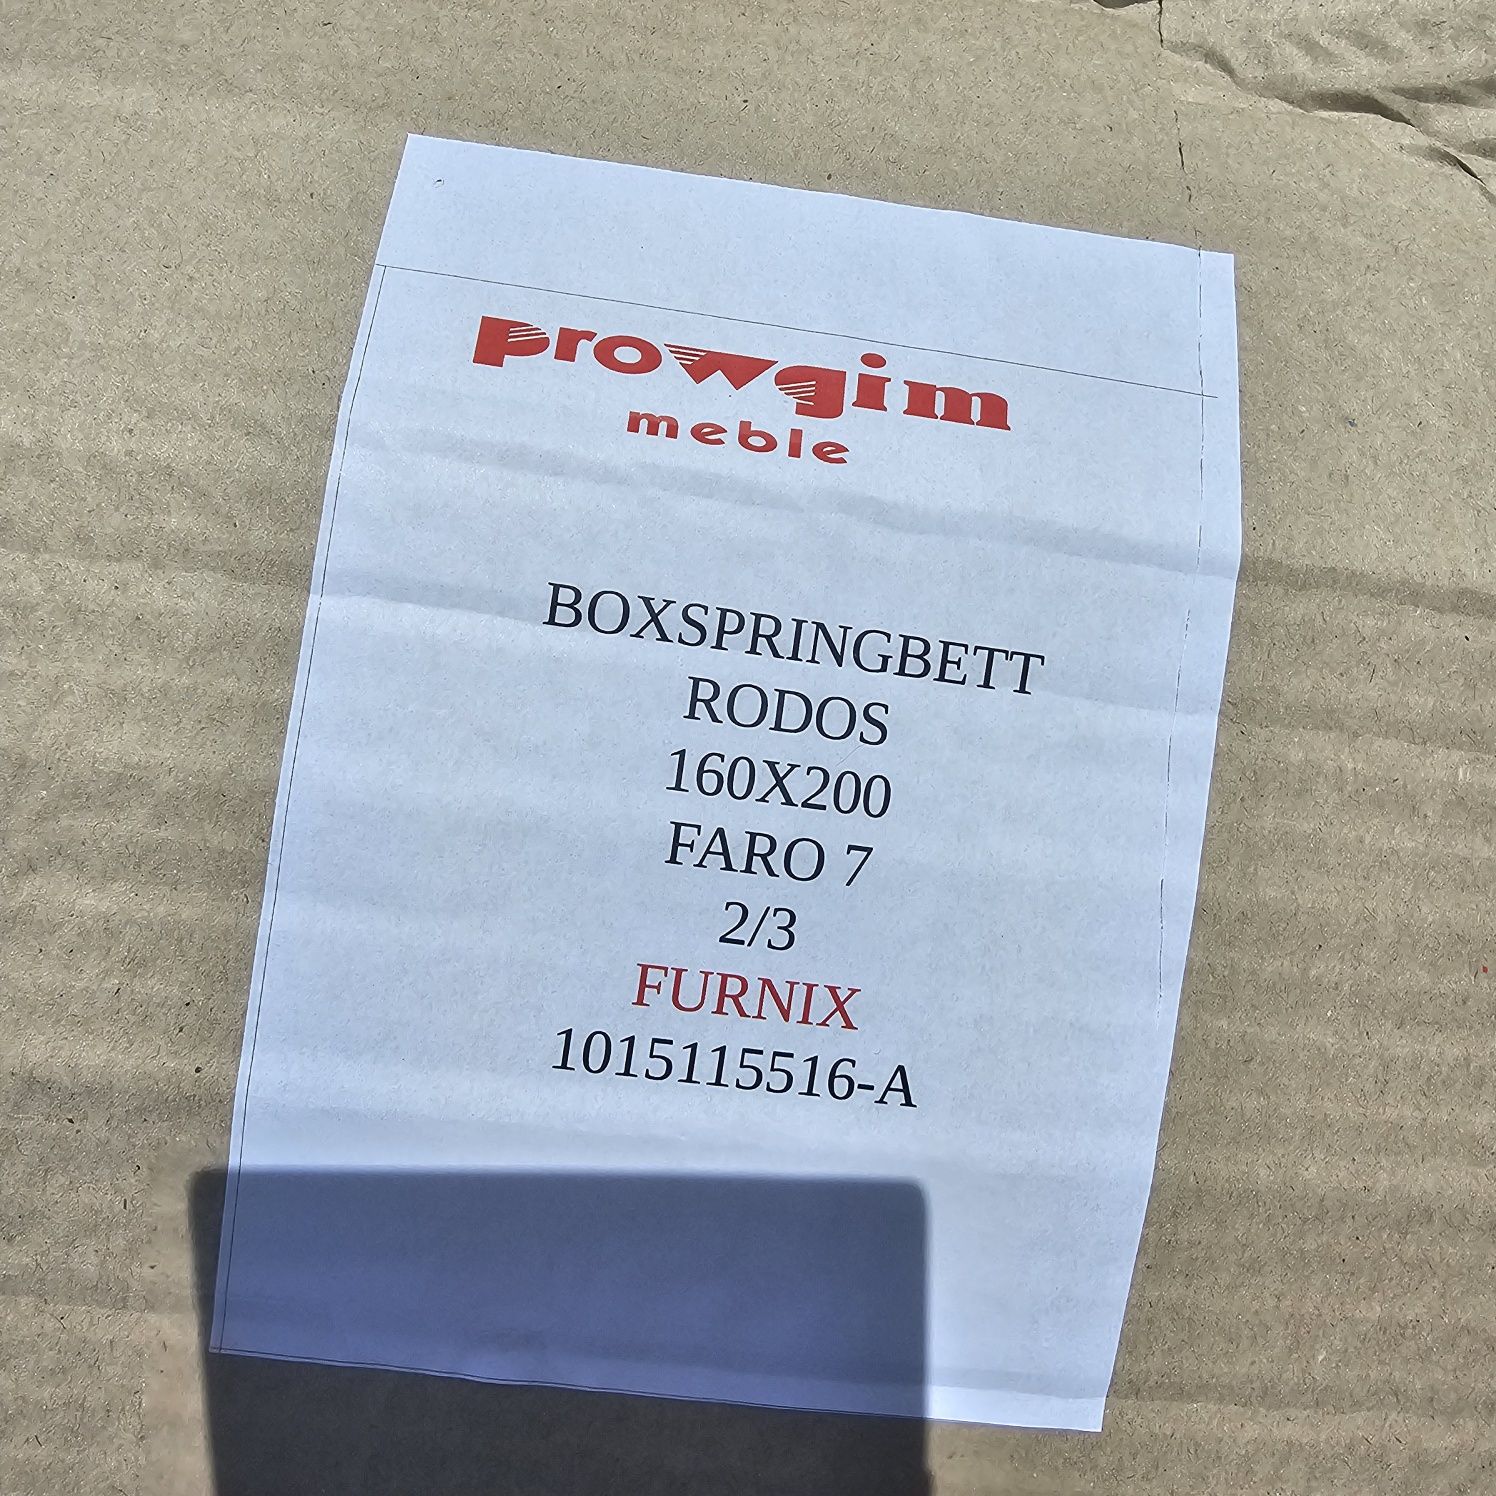 prowgim
meble
BOXSPRINGBETT
RODOS
160X200
FARO 7
2/3
FURNIX
1015115516-A